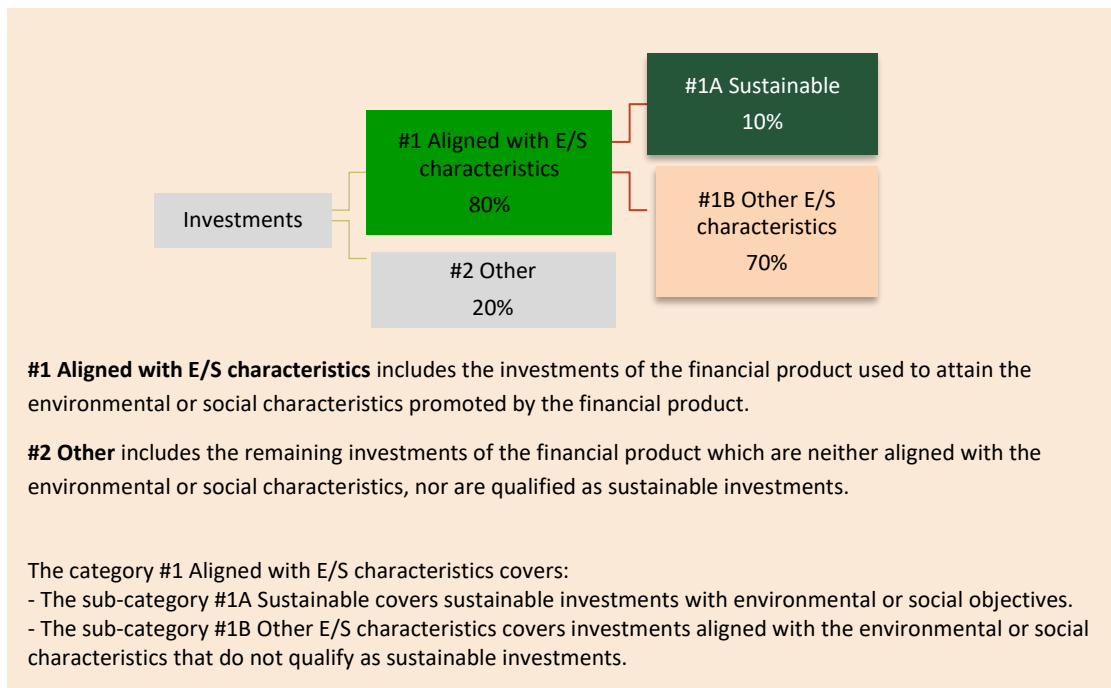 #1A Sustainable
10%
#1 Aligned with E/S
characteristics
80%
#1B Other E/S
characteristics
70%
Investments
#2 Other
20%
#1 Aligned with E/S characteristics includes the investments of the financial product used to attain the
environmental or social characteristics promoted by the financial product.
#2 Other includes the remaining investments of the financial product which are neither aligned with the
environmental or social characteristics, nor are qualified as sustainable investments.
The category #1 Aligned with E/S characteristics covers:
- The sub-category #1A Sustainable covers sustainable investments with environmental or social objectives.
- The sub-category #1B Other E/S characteristics covers investments aligned with the environmental or social
characteristics that do not qualify as sustainable investments.